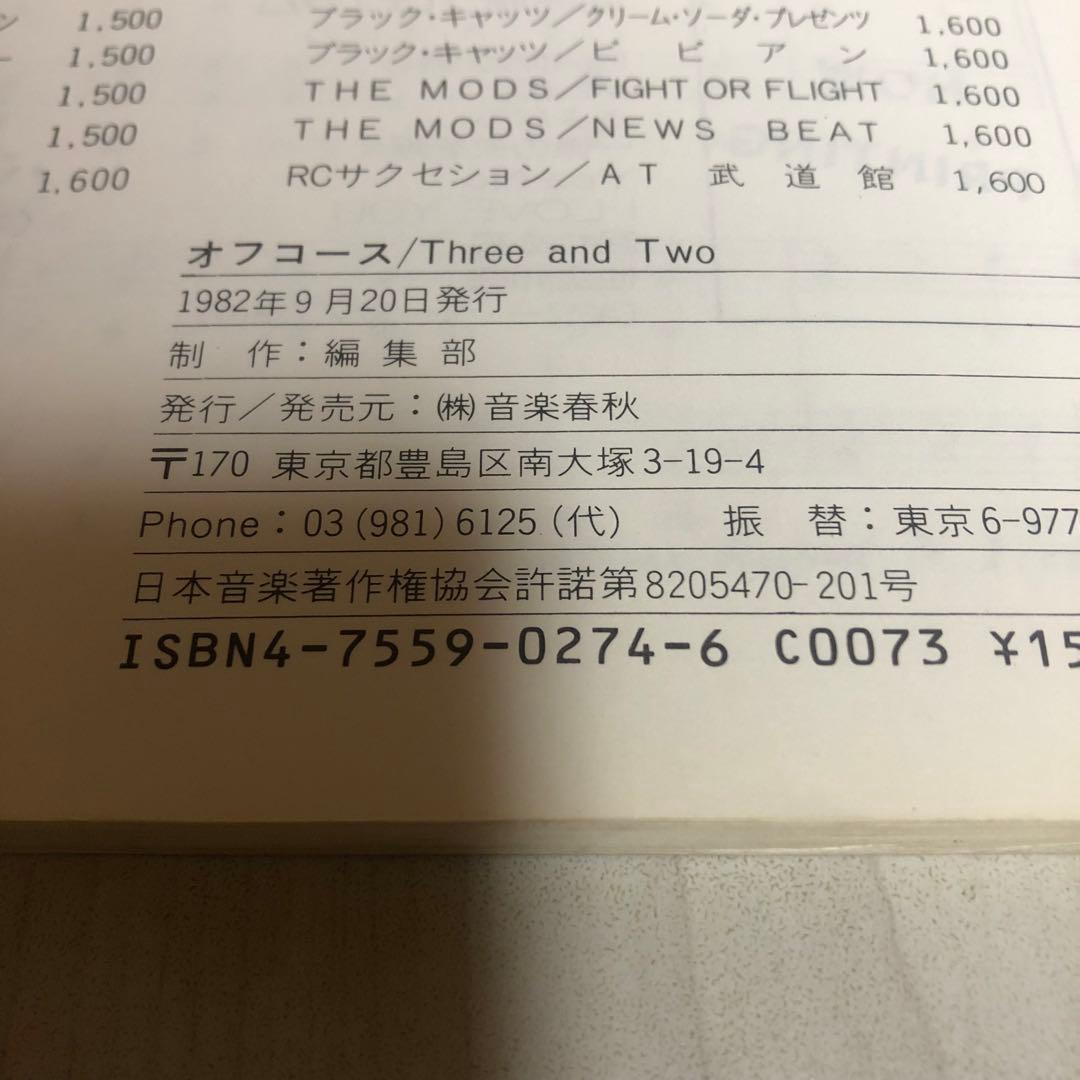 ン 1,500 ブラック・キャッツ／クリーム・ソーダ・プレゼンツ 1,600
ー 1,500 ブラック・キャッツ／ビビアン 1,600
1,500 THE MODS／FIGHT OR FLIGHT 1,600
1,500 THE MODS／NEWS BEAT 1,600
1,600 RCサクセション／AT 武道館 1,600
オフコース/Three and Two
1982年9月20日発行
制 作：編集部
発行／発売元：㈱音楽春秋
〒170 東京都豊島区南大塚3-19-4
Phone：03(981)6125(代) 振 替：東京6-977
日本音楽著作権協会許諾第8205470-201号
ISBN4-7559-0274-6 C0073 ¥15